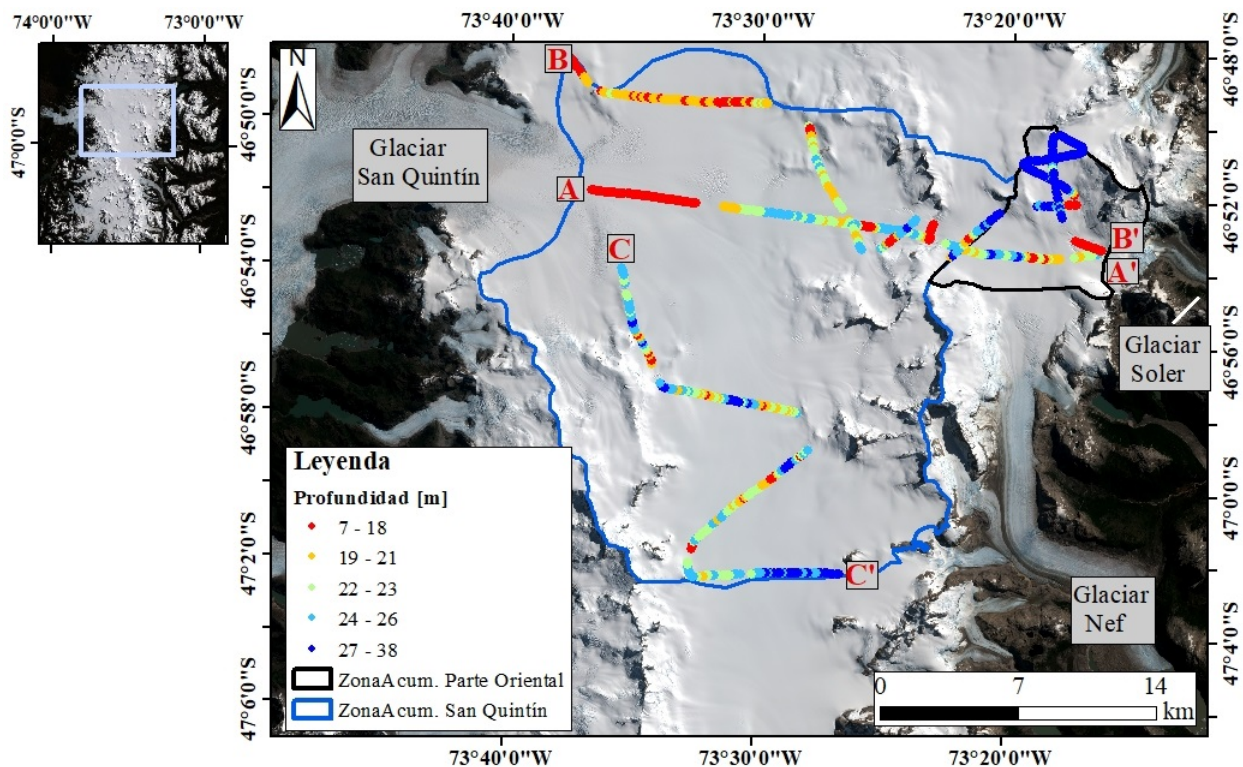 74°0'0"W 73°0'0"W
47°0'0"S
73°40'0"W 73°30'0"W 73°20'0"W
N
46°50'0"S
46°54'0"S
46°58'0"S
47°2'0"S
47°6'0"S
46°48'0"S
46°52'0"S
46°56'0"S
47°0'0"S
47°4'0"S
B
Glaciar
San Quintín
A
C
B'
A'
Glaciar
Soler
C'
Glaciar
Nef
Leyenda
Profundidad [m]
7 - 18
19 - 21
22 - 23
24 - 26
27 - 38
ZonaAcum. Parte Oriental
ZonaAcum. San Quintín
0 7 14
km
73°40'0"W 73°30'0"W 73°20'0"W